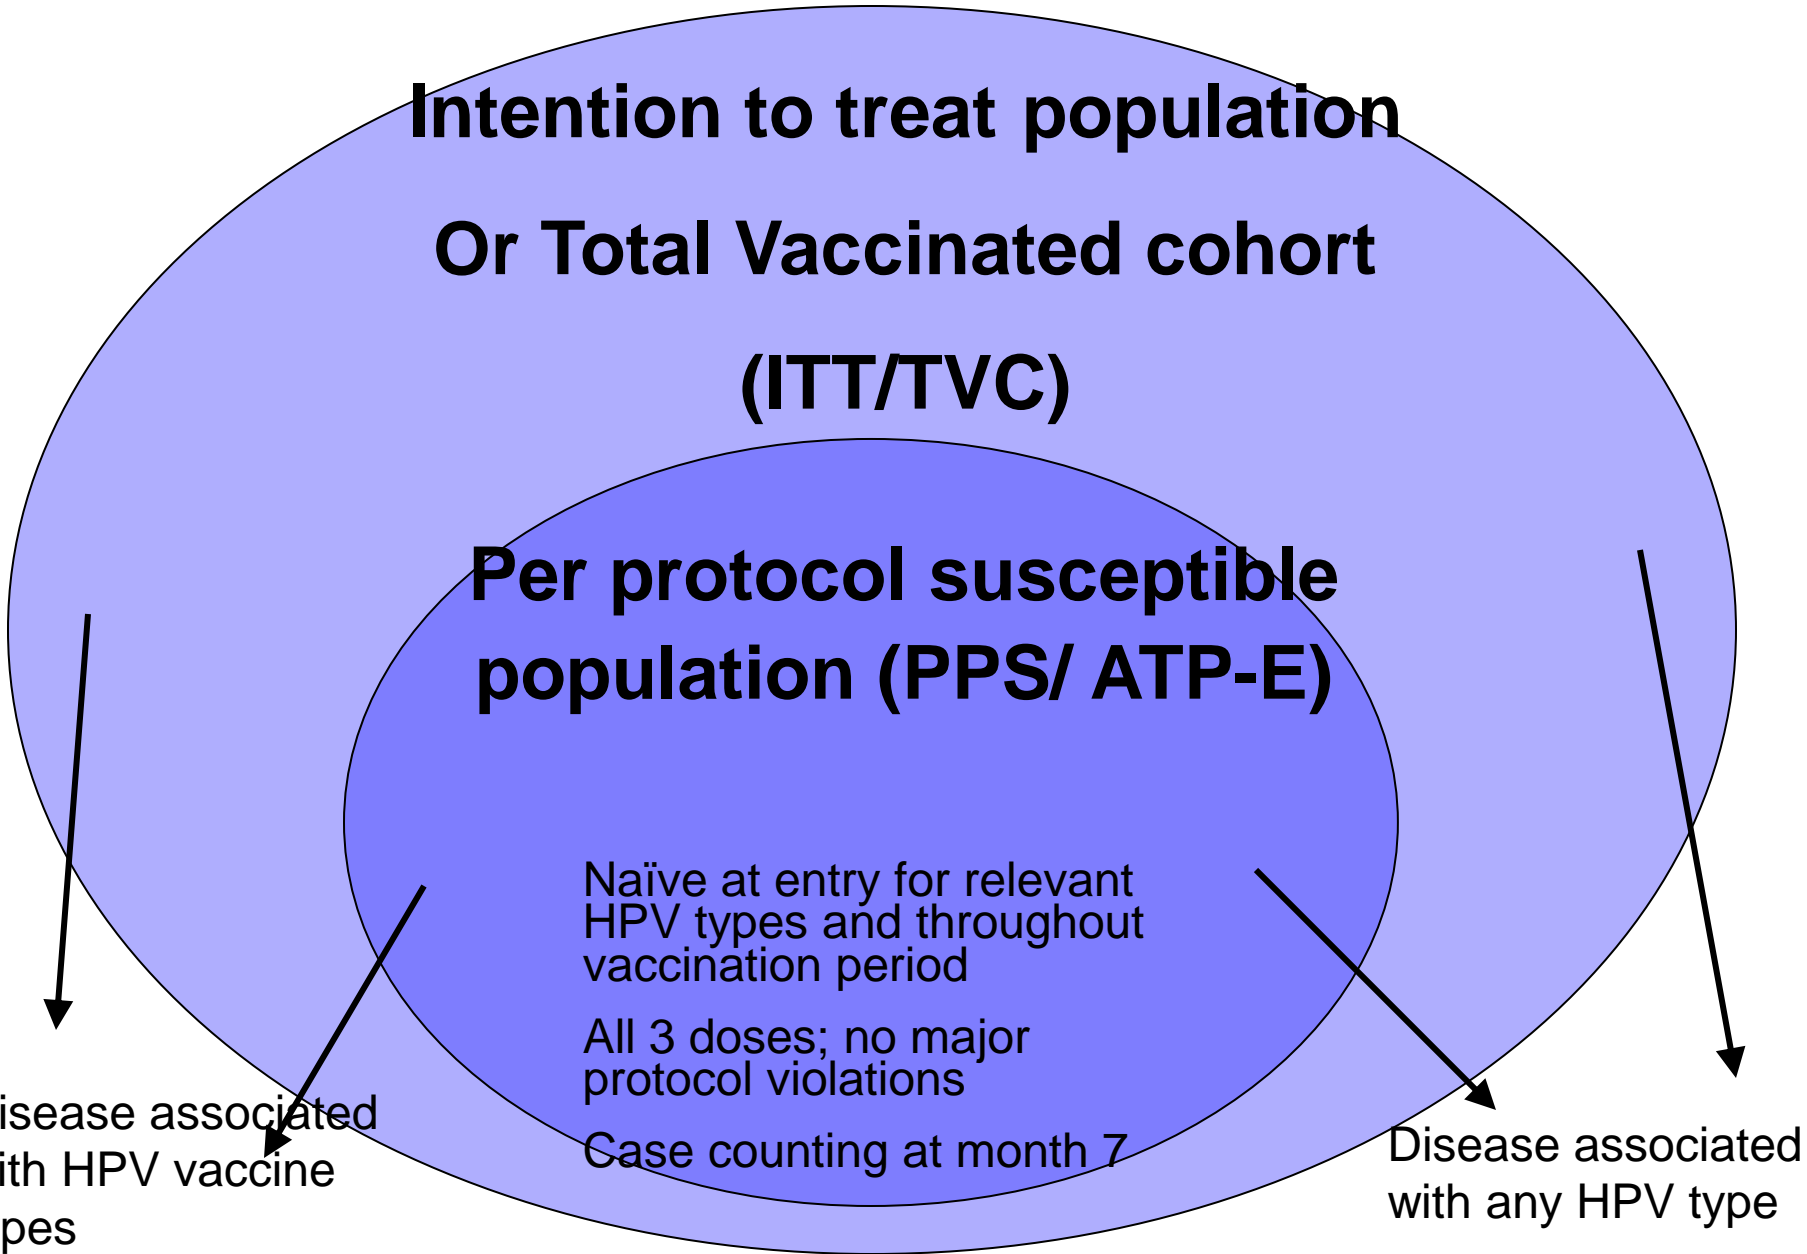 Intention to treat population
Or Total Vaccinated cohort
(ITT/TVC)
Per protocol susceptible
population (PPS/ ATP-E)
Naïve at entry for relevant
HPV types and throughout
vaccination period
All 3 doses; no major
protocol violations
Case counting at month 7
isease associated
ith HPV vaccine
pes
Disease associated
with any HPV type